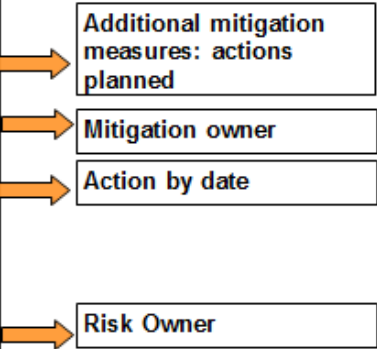 Additional mitigation
measures: actions
planned
Mitigation owner
Action by date
Risk Owner